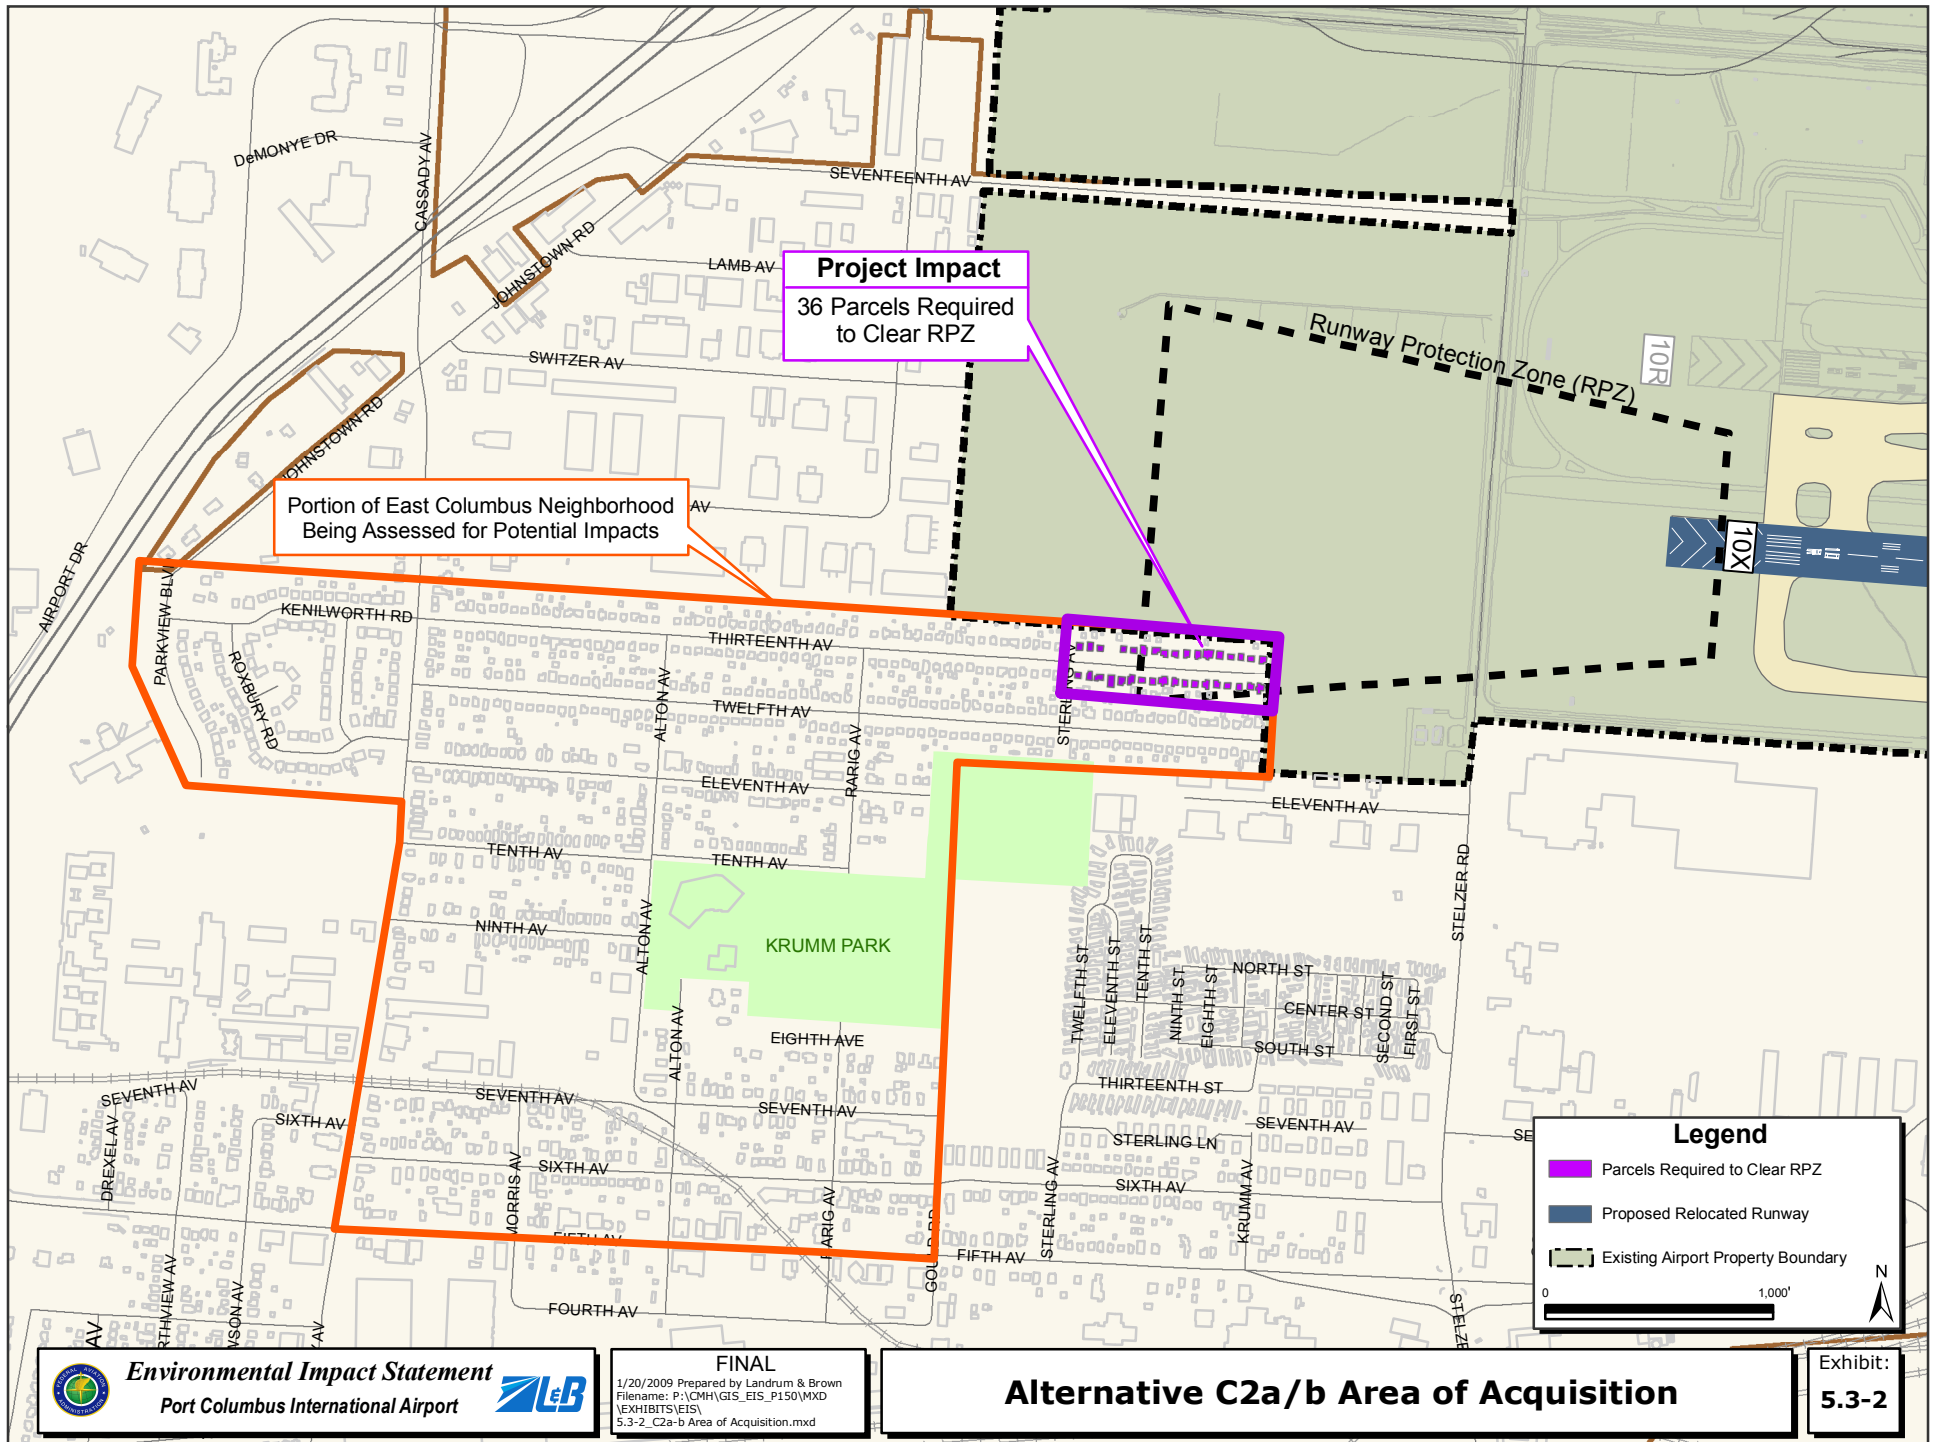 DeMONYE DR
CASSADY AV
SEVENTEENTH AV
JOHNSTOWN RD
LAMB AV
Project Impact
36 Parcels Required
to Clear RPZ
Runway Protection Zone (RPZ)
10R
SWITZER AV
JOHNSTOWN RD
Portion of East Columbus Neighborhood
Being Assessed for Potential Impacts
AV
10X
AIRPORT DR
PARKVIEW BLV
KENILWORTH RD
THIRTEENTH AV
ROXBURY RD
ALTON AV
TWELFTH AV
RARIG AV
ELEVENTH AV
ELEVENTH AV
TENTH AV
TENTH AV
STELZER RD
NINTH AV
ALTON AV
KRUMM PARK
TWELFTH ST
ELEVENTH ST
TENTH ST
NINTH ST
EIGHTH ST
NORTH ST
CENTER ST
SECOND ST
FIRST ST
SOUTH ST
ALTON AV
EIGHTH AVE
THIRTEENTH ST
SEVENTH AV
SEVENTH AV
SEVENTH AV
SIXTH AV
DREXEL AV
STERLING LN
SEVENTH AV
SE
SIXTH AV
SIXTH AV
MORRIS AV
STERLING AV
KRUMM AV
FIFTH AV
FOURTH AV
AV
Legend
Parcels Required to Clear RPZ
Proposed Relocated Runway
Existing Airport Property Boundary
0 1,000'
N
Environmental Impact Statement
Port Columbus International Airport
L&B
FINAL
1/20/2009 Prepared by Landrum & Brown
Filename: P:\CMH\GIS_EIS_P150\MXD
\EXHIBITS\EIS\
5.3-2_C2a-b Area of Acquisition.mxd
Alternative C2a/b Area of Acquisition
Exhibit:
5.3-2